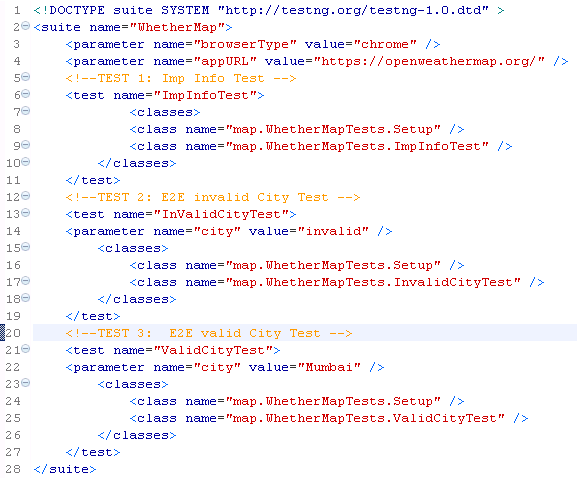 1 <!DOCTYPE suite SYSTEM "http://testng.org/testng-1.0.dtd" >
2 <suite name="WhetherMap">
3     <parameter name="browserType" value="chrome" />
4     <parameter name="appURL" value="https://openweathermap.org/" />
5     <!--TEST 1: Imp Info Test -->
6     <test name="ImpInfoTest">
7             <classes>
8             <class name="map.WhetherMapTests.Setup" />
9             <class name="map.WhetherMapTests.ImpInfoTest" />
10         </classes>
11     </test>
12     <!--TEST 2: E2E invalid City Test -->
13     <test name="InValidCityTest">
14     <parameter name="city" value="invalid" />
15         <classes>
16             <class name="map.WhetherMapTests.Setup" />
17             <class name="map.WhetherMapTests.InvalidCityTest" />
18         </classes>
19     </test>
20     <!--TEST 3:  E2E valid City Test -->
21     <test name="ValidCityTest">
22     <parameter name="city" value="Mumbai" />
23         <classes>
24             <class name="map.WhetherMapTests.Setup" />
25             <class name="map.WhetherMapTests.ValidCityTest" />
26         </classes>
27     </test>
28 </suite>